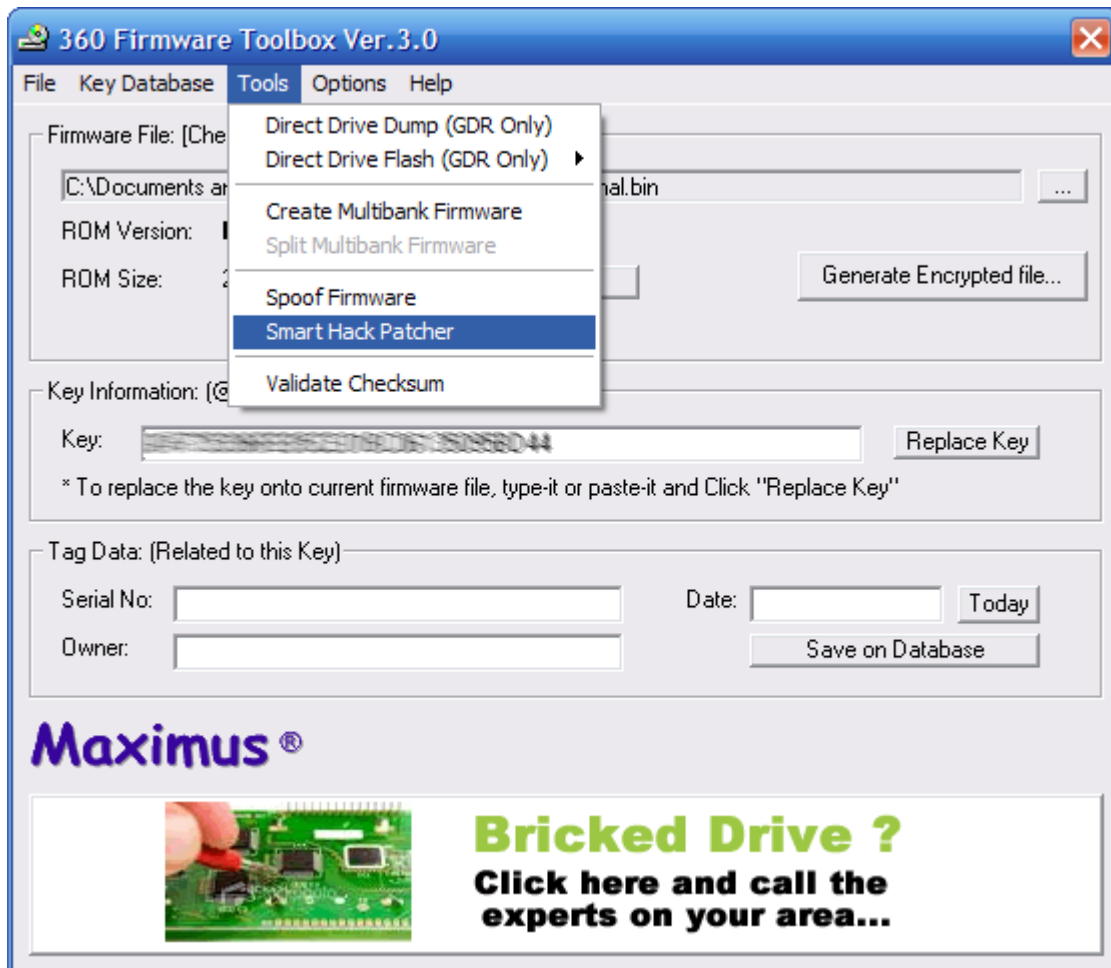 360 Firmware Toolbox Ver.3.0
File Key Database Tools Options Help
Direct Drive Dump (GDR Only)
Direct Drive Flash (GDR Only)
Create Multibank Firmware
Split Multibank Firmware
Spoof Firmware
Smart Hack Patcher
Validate Checksum
Firmware File: [Che
C:\Documents ar nal.bin ...
ROM Version:
ROM Size: Generate Encrypted file...
Key Information: (@
Key: Replace Key
* To replace the key onto current firmware file, type-it or paste-it and Click "Replace Key"
Tag Data: (Related to this Key)
Serial No: Date: Today
Owner: Save on Database
Maximus ®
Bricked Drive ?
Click here and call the
experts on your area...